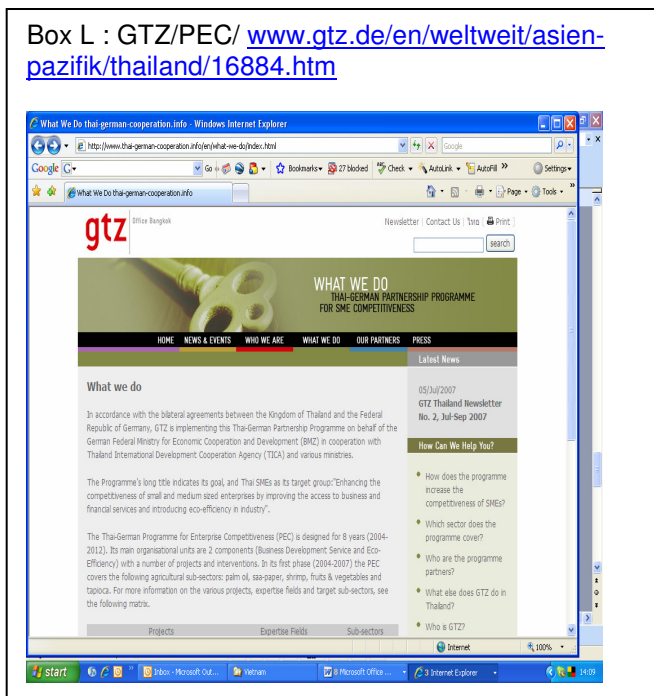 Box L : GTZ/PEC/ www.gtz.de/en/weltweit/asien-
pazifik/thailand/16884.htm
What We Do thai-german-cooperation.info - Windows Internet Explorer
http://www.thai-german-cooperation.info/en/what-we-do/index.html
Google
Google G Go Bookmarks 27 blocked Check AutoLink AutoFill Settings
What We Do thai-german-cooperation.info
Page Tools
gtz
Office Bangkok
Newsletter | Contact Us | ไทย | Print
search
WHAT WE DO
THAI-GERMAN PARTNERSHIP PROGRAMME
FOR SME COMPETITIVENESS
HOME NEWS & EVENTS WHO WE ARE WHAT WE DO OUR PARTNERS PRESS
What we do
In accordance with the bilateral agreements between the Kingdom of Thailand and the Federal
Republic of Germany, GTZ is implementing this Thai-German Partnership Programme on behalf of the
German Federal Ministry for Economic Cooperation and Development (BMZ) in cooperation with
Thailand International Development Cooperation Agency (TICA) and various ministries.
The Programme's long title indicates its goal, and Thai SMEs as its target group:"Enhancing the
competitiveness of small and medium sized enterprises by improving the access to business and
financial services and introducing eco-efficiency in industry".
The Thai-German Programme for Enterprise Competitiveness (PEC) is designed for 8 years (2004-
2012). Its main organisational units are 2 components (Business Development Service and Eco-
Efficiency) with a number of projects and interventions. In its first phase (2004-2007) the PEC
covers the following agricultural sub-sectors: palm oil, saa-paper, shrimp, fruits & vegetables and
tapioca. For more information on the various projects, expertise fields and target sub-sectors, see
the following matrix.
Projects Expertise Fields Sub-sectors
Latest News
05/Jul/2007
GTZ Thailand Newsletter
No. 2, Jul-Sep 2007
How Can We Help You?
How does the programme
increase the
competitiveness of SMEs?
Which sector does the
programme cover?
Who are the programme
partners?
What else does GTZ do in
Thailand?
Who is GTZ?
Internet 100%
start Inbox - Microsoft Out... Vietnam 8 Microsoft Office ... 3 Internet Explorer 14:09